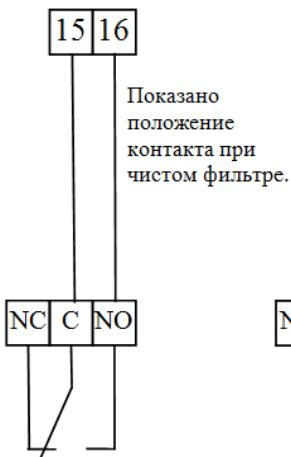 15 16
Показано
положение
контакта при
чистом фильтре.
NC C NO